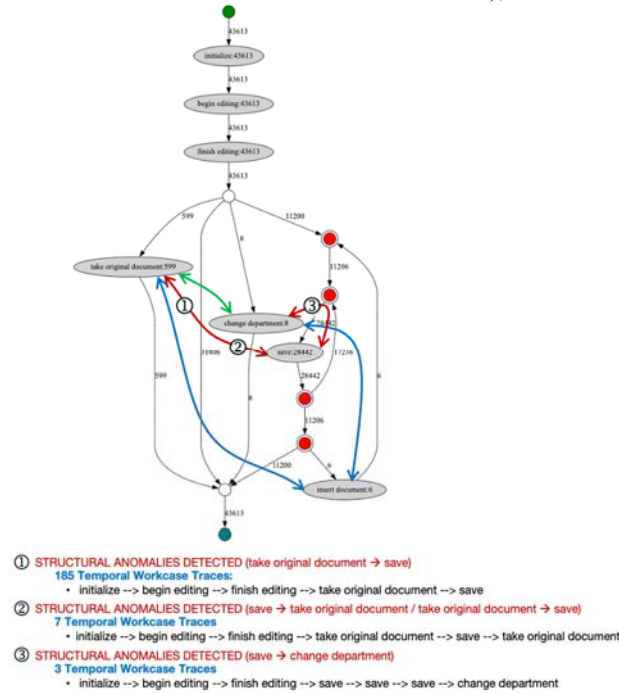 43613
initialize:43613
43613
begin editing:43613
43613
finish editing:43613
43613
599
8
11200
take original document:599
11206
①
③
change department:8
28442
②
31806
save:28442
17236
599
28442
6
8
11206
11200
6
insert document:6
43613
① STRUCTURAL ANOMALIES DETECTED (take original document → save)
185 Temporal Workcase Traces:
• initialize --> begin editing --> finish editing --> take original document --> save
② STRUCTURAL ANOMALIES DETECTED (save → take original document / take original document → save)
7 Temporal Workcase Traces
• initialize --> begin editing --> finish editing --> take original document --> save --> take original document
③ STRUCTURAL ANOMALIES DETECTED (save → change department)
3 Temporal Workcase Traces
• initialize --> begin editing --> finish editing --> save --> save --> save --> change department